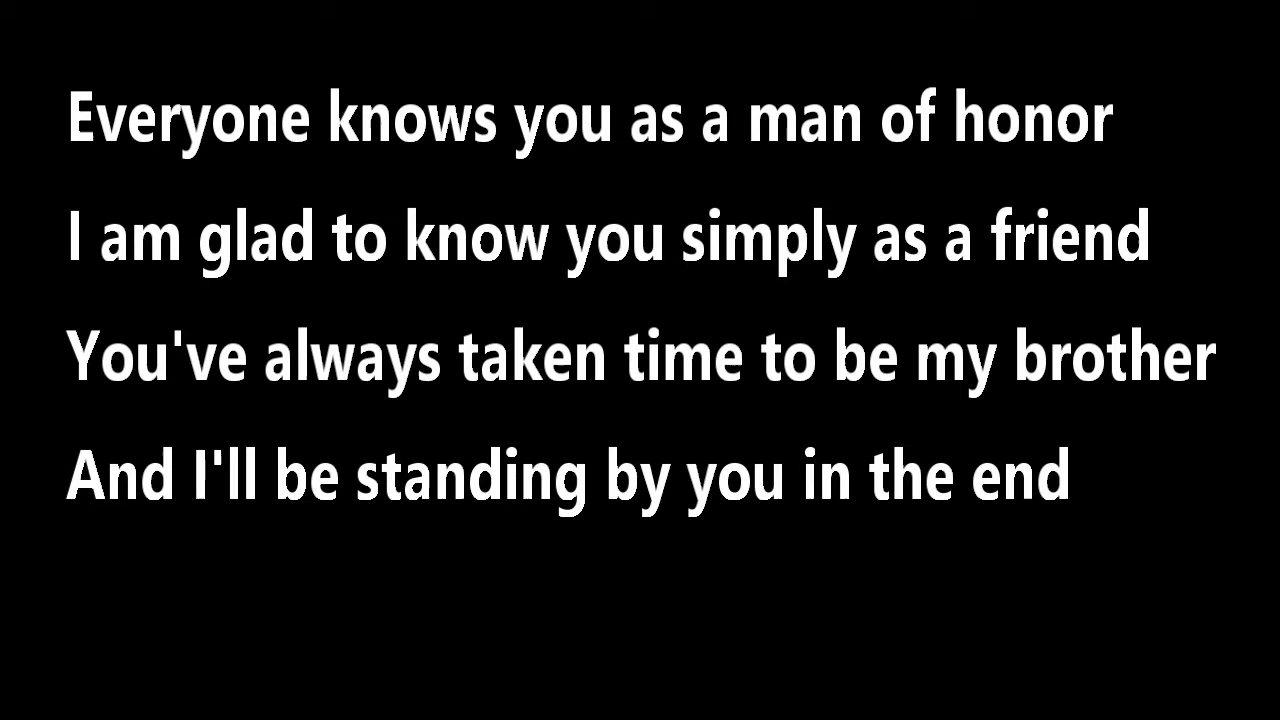 Everyone knows you as a man of honor
I am glad to know you simply as a friend
You've always taken time to be my brother
And I'll be standing by you in the end